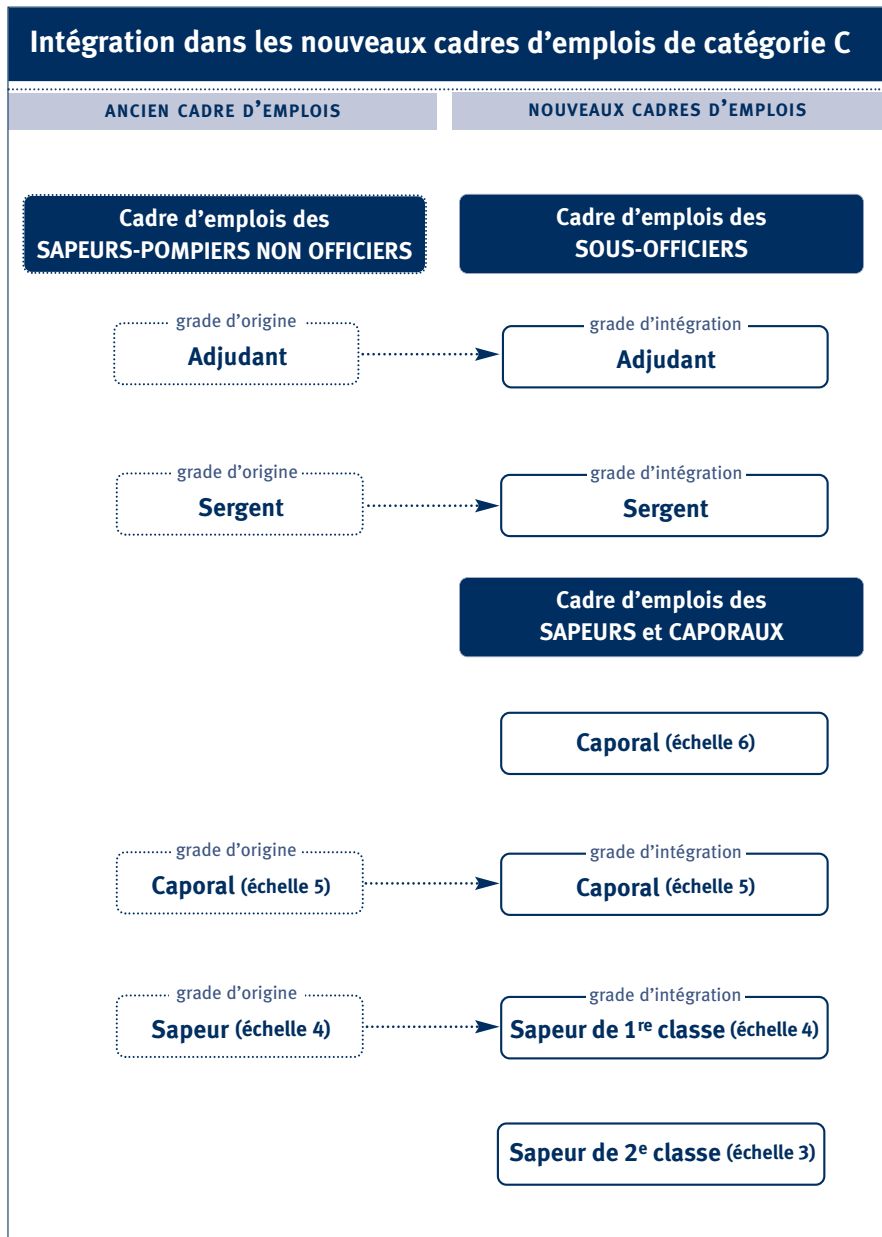 Intégration dans les nouveaux cadres d'emplois de catégorie C
ANCIEN CADRE D'EMPLOIS
NOUVEAUX CADRES D'EMPLOIS
Cadre d'emplois des
SAPEURS-POMPIERS NON OFFICIERS
Cadre d'emplois des
SOUS-OFFICIERS
grade d'origine
Adjudant
grade d'intégration
Adjudant
grade d'origine
Sergent
grade d'intégration
Sergent
Cadre d'emplois des
SAPEURS et CAPORAUX
Caporal (échelle 6)
grade d'origine
Caporal (échelle 5)
grade d'intégration
Caporal (échelle 5)
grade d'origine
Sapeur (échelle 4)
grade d'intégration
Sapeur de 1re classe (échelle 4)
Sapeur de 2e classe (échelle 3)